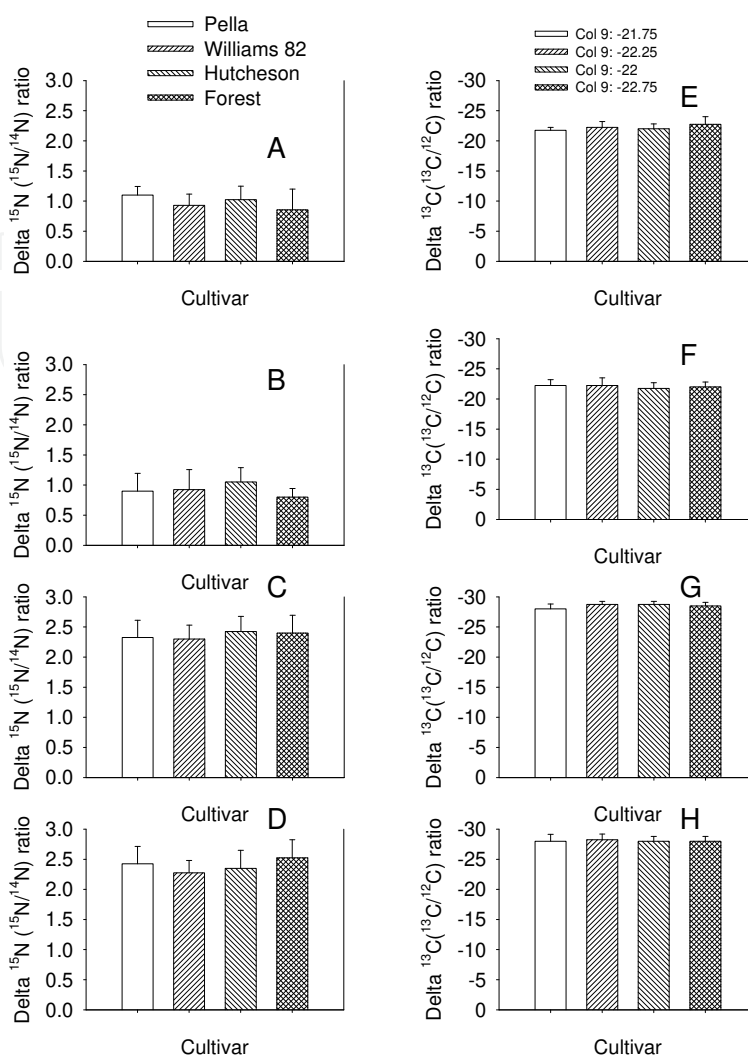 Pella
Williams 82
Hutcheson
Forest
3.0
2.5
2.0
1.5
1.0
0.5
0.0
Delta ¹⁵N (¹⁵N/¹⁴N) ratio
A
Cultivar
3.0
2.5
2.0
1.5
1.0
0.5
0.0
Delta ¹⁵N (¹⁵N/¹⁴N) ratio
B
Cultivar
3.0
2.5
2.0
1.5
1.0
0.5
0.0
Delta ¹⁵N (¹⁵N/¹⁴N) ratio
C
Cultivar
3.0
2.5
2.0
1.5
1.0
0.5
0.0
Delta ¹⁵N (¹⁵N/¹⁴N) ratio
D
Cultivar
Col 9: -21.75
Col 9: -22.25
Col 9: -22
Col 9: -22.75
-30
-25
-20
-15
-10
-5
0
Delta ¹³C(¹³C/¹²C) ratio
E
Cultivar
-30
-25
-20
-15
-10
-5
0
Delta ¹³C(¹³C/¹²C) ratio
F
Cultivar
-30
-25
-20
-15
-10
-5
0
Delta ¹³C(¹³C/¹²C) ratio
G
Cultivar
-30
-25
-20
-15
-10
-5
0
Delta ¹³C(¹³C/¹²C) ratio
H
Cultivar